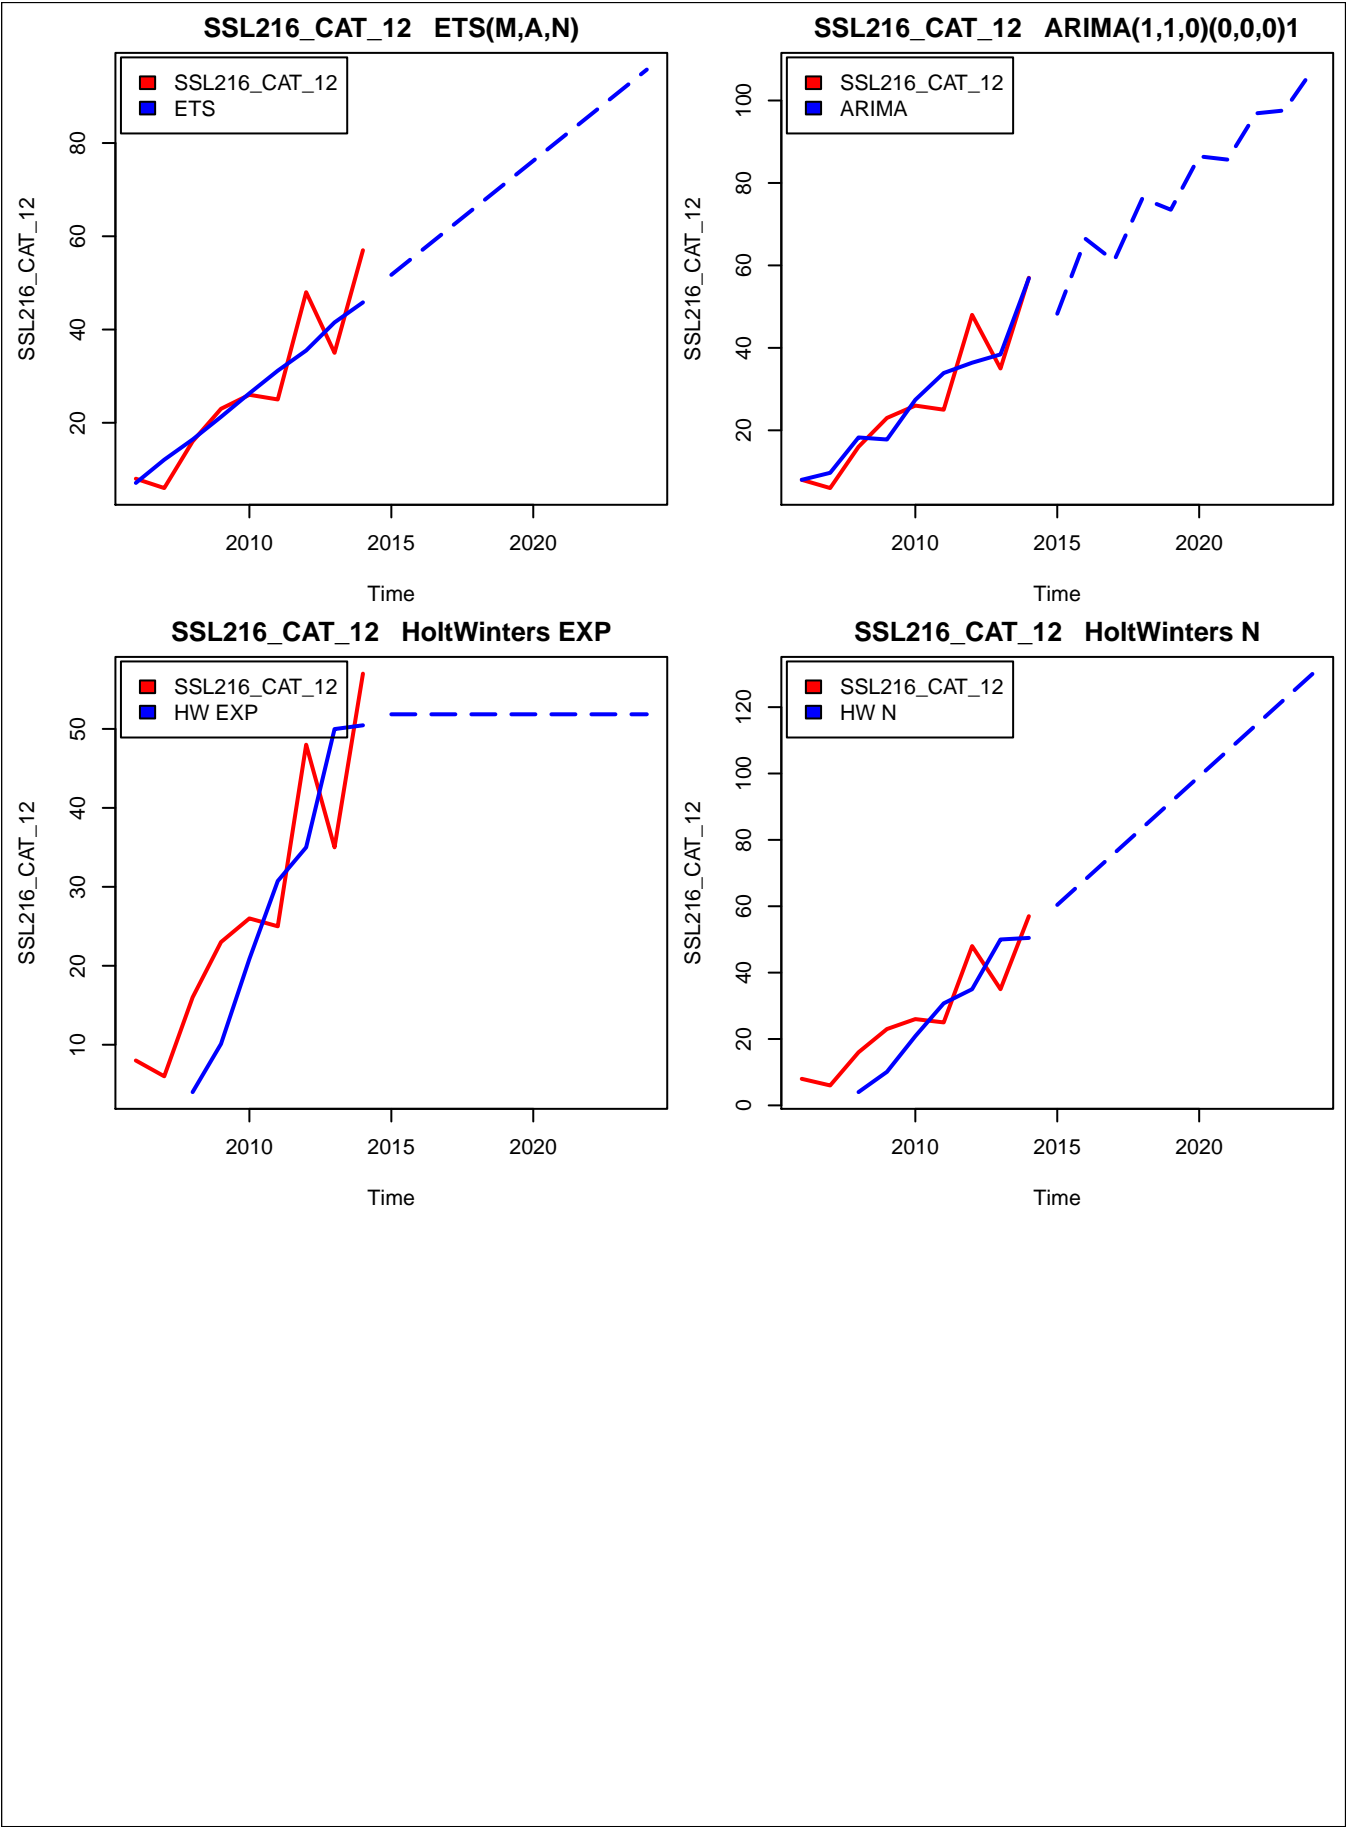 SSL216_CAT_12   ETS(M,A,N)
SSL216_CAT_12
ETS
SSL216_CAT_12
20
40
60
80
2010
2015
2020
Time
SSL216_CAT_12   ARIMA(1,1,0)(0,0,0)1
SSL216_CAT_12
ARIMA
SSL216_CAT_12
20
40
60
80
100
2010
2015
2020
Time
SSL216_CAT_12   HoltWinters EXP
SSL216_CAT_12
HW EXP
SSL216_CAT_12
10
20
30
40
50
2010
2015
2020
Time
SSL216_CAT_12   HoltWinters N
SSL216_CAT_12
HW N
SSL216_CAT_12
0
20
40
60
80
100
120
2010
2015
2020
Time